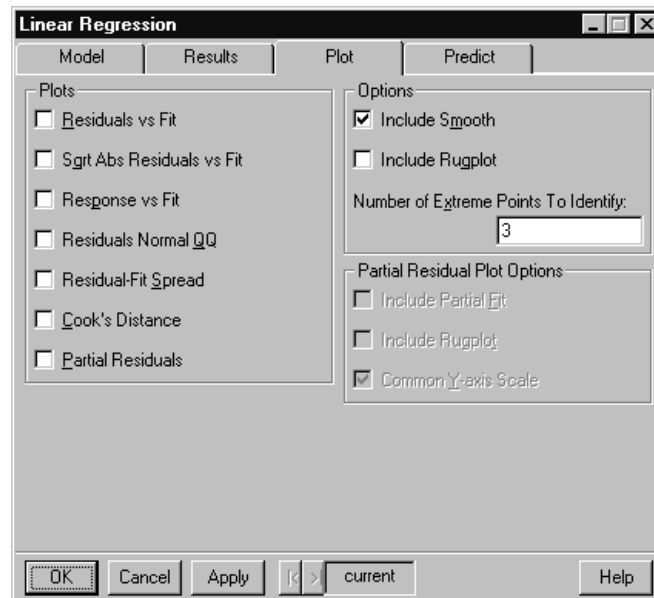 Linear Regression
Model Results Plot Predict
Plots
Residuals vs Fit
Sqrt Abs Residuals vs Fit
Response vs Fit
Residuals Normal QQ
Residual-Fit Spread
Cook's Distance
Partial Residuals
Options
Include Smooth
Include Rugplot
Number of Extreme Points To Identify:
3
Partial Residual Plot Options
Include Partial Fit
Include Rugplot
Common Y-axis Scale
OK Cancel Apply current Help